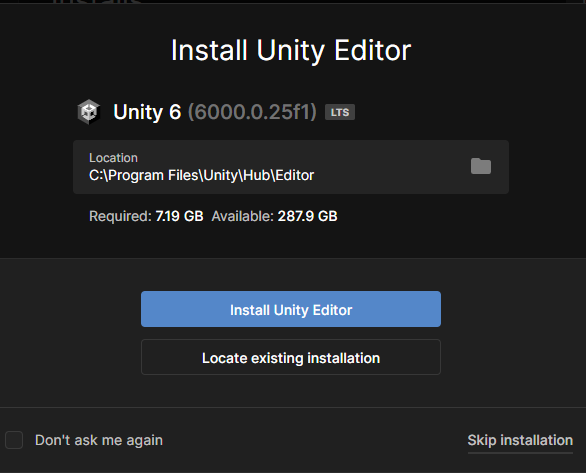 Installs
Install Unity Editor
Unity 6 (6000.0.25f1) LTS
Location
C:\Program Files\Unity\Hub\Editor
Required: 7.19 GB Available: 287.9 GB
Install Unity Editor
Locate existing installation
Don't ask me again
Skip installation